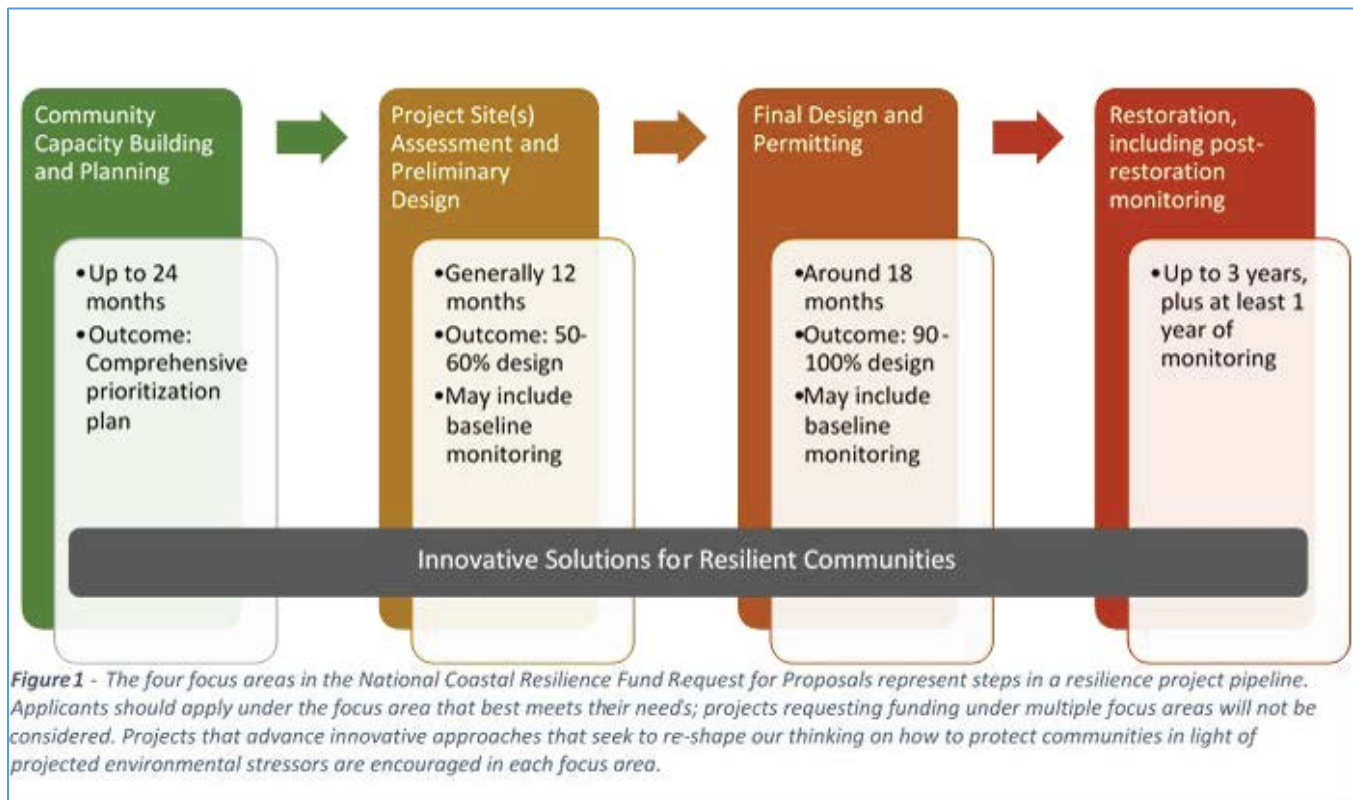 Community
Capacity Building
and Planning
•Up to 24
months
•Outcome:
Comprehensive
prioritization
plan
Project Site(s)
Assessment and
Preliminary
Design
•Generally 12
months
•Outcome: 50-
60% design
•May include
baseline
monitoring
Final Design and
Permitting
•Around 18
months
•Outcome: 90-
100% design
•May include
baseline
monitoring
Restoration,
including post-
restoration
monitoring
•Up to 3 years,
plus at least 1
year of
monitoring
Innovative Solutions for Resilient Communities
Figure 1 - The four focus areas in the National Coastal Resilience Fund Request for Proposals represent steps in a resilience project pipeline.
Applicants should apply under the focus area that best meets their need's; projects requesting funding under multiple focus areas will not be
considered. Projects that advance innovative approaches that seek to re-shape our thinking on how to protect communities in light of
projected environmental stressors are encouraged in each focus area.